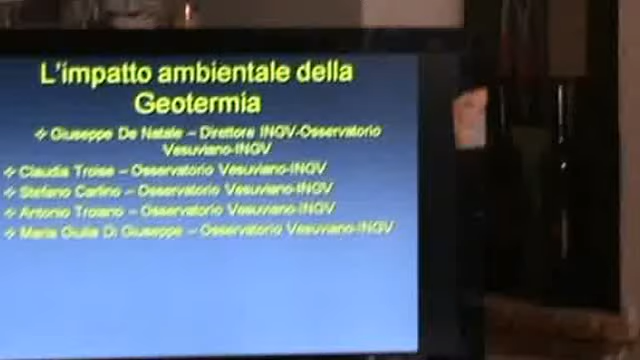 L'impatto ambientale della
Geotermia
❖ Giuseppe De Natale – Direttore INGV-Osservatorio
Vesuviano-INGV
❖ Claudia Troise – Osservatorio Vesuviano-INGV
❖ Stefano Carlino – Osservatorio Vesuviano-INGV
❖ Antonio Troiano – Osservatorio Vesuviano-INGV
❖ Maria Giulia Di Giuseppe – Osservatorio Vesuviano-INGV